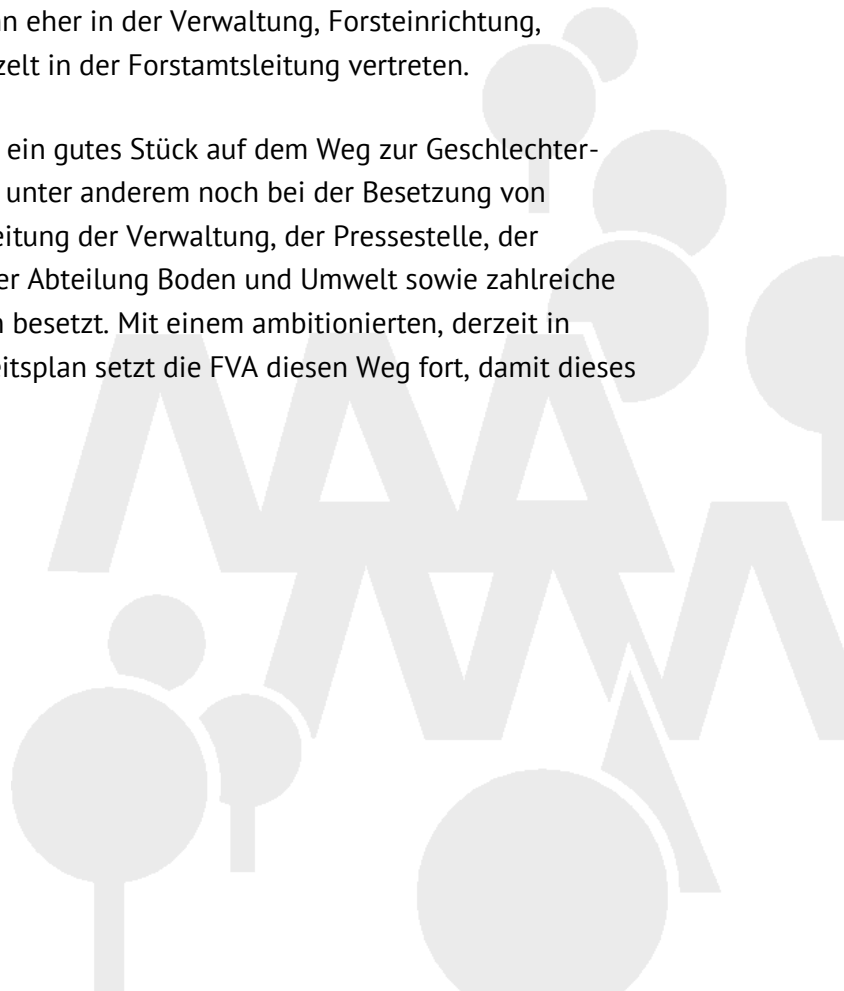 n eher in der Verwaltung, Forsteinrichtung,
zelt in der Forstamtsleitung vertreten.
ein gutes Stück auf dem Weg zur Geschlechter-
unter anderem noch bei der Besetzung von
eitung der Verwaltung, der Pressestelle, der
er Abteilung Boden und Umwelt sowie zahlreiche
besetzt. Mit einem ambitionierten, derzeit in
eitsplan setzt die FVA diesen Weg fort, damit dieses